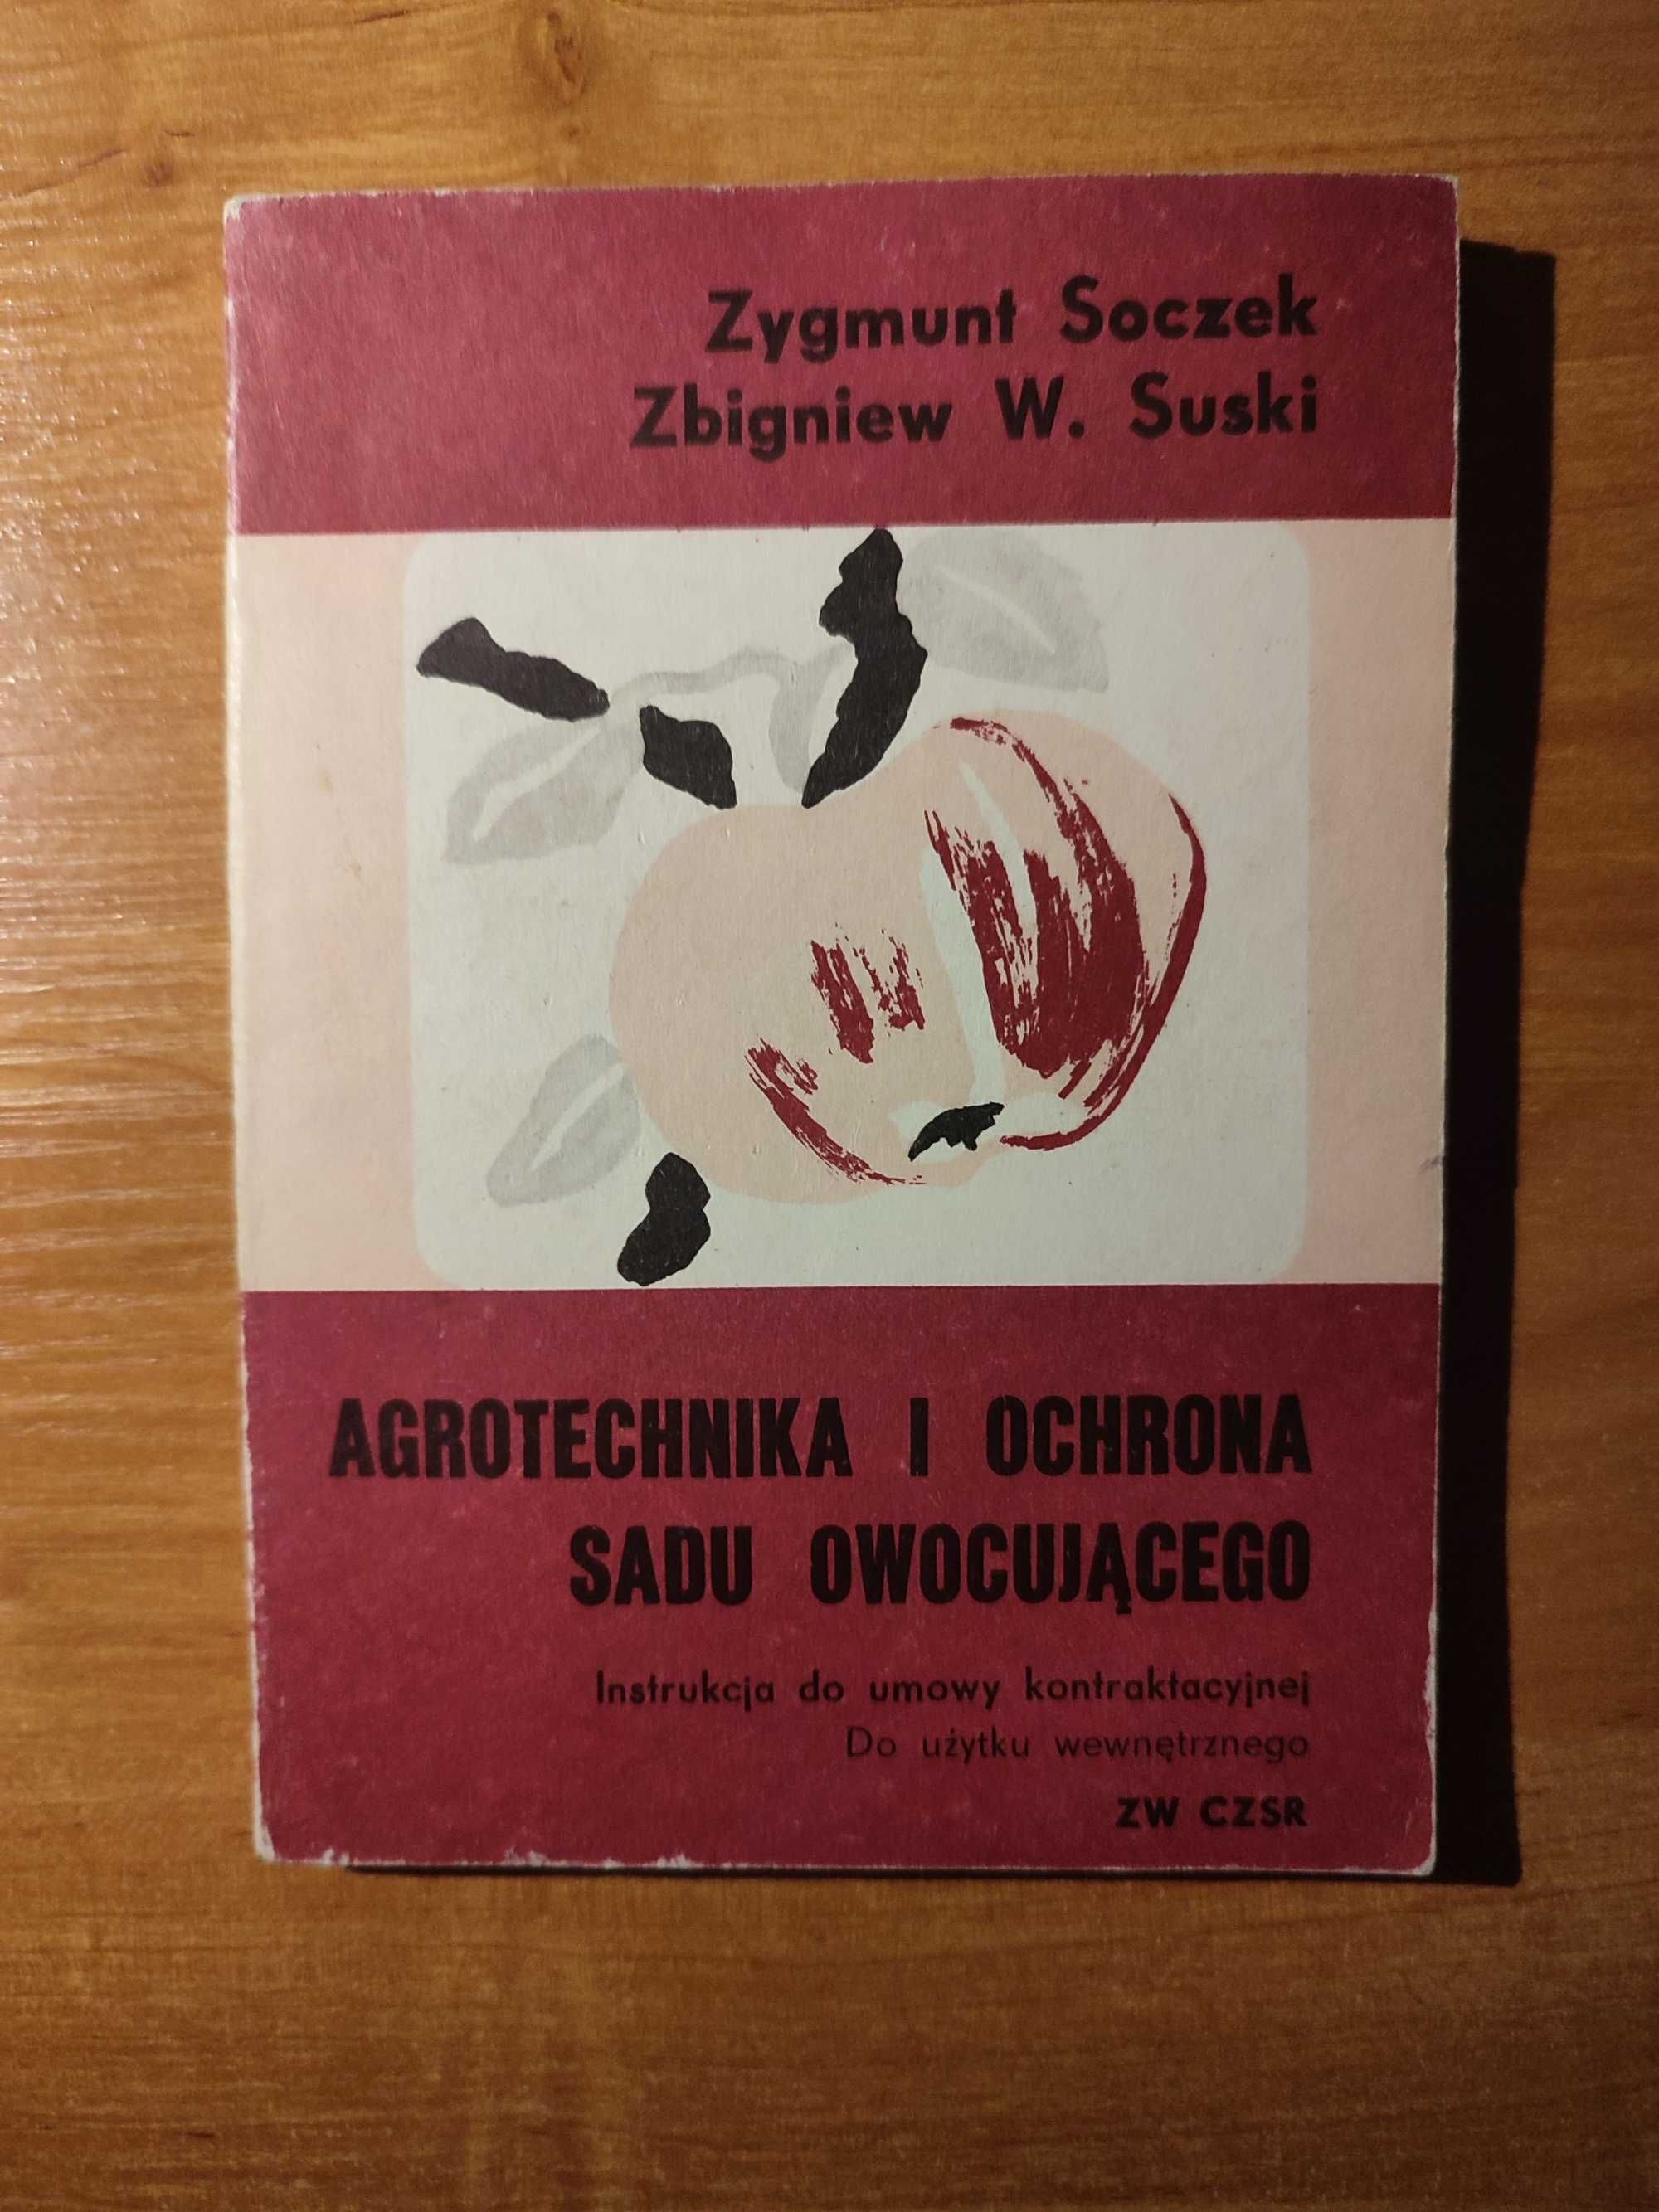 Zygmunt Soczek
Zbigniew W. Suski
AGROTECHNIKA I OCHRONA
SADU OWOCUJĄCEGO
Instrukcja do umowy kontraktacyjnej
Do użytku wewnętrznego
ZW CZSR